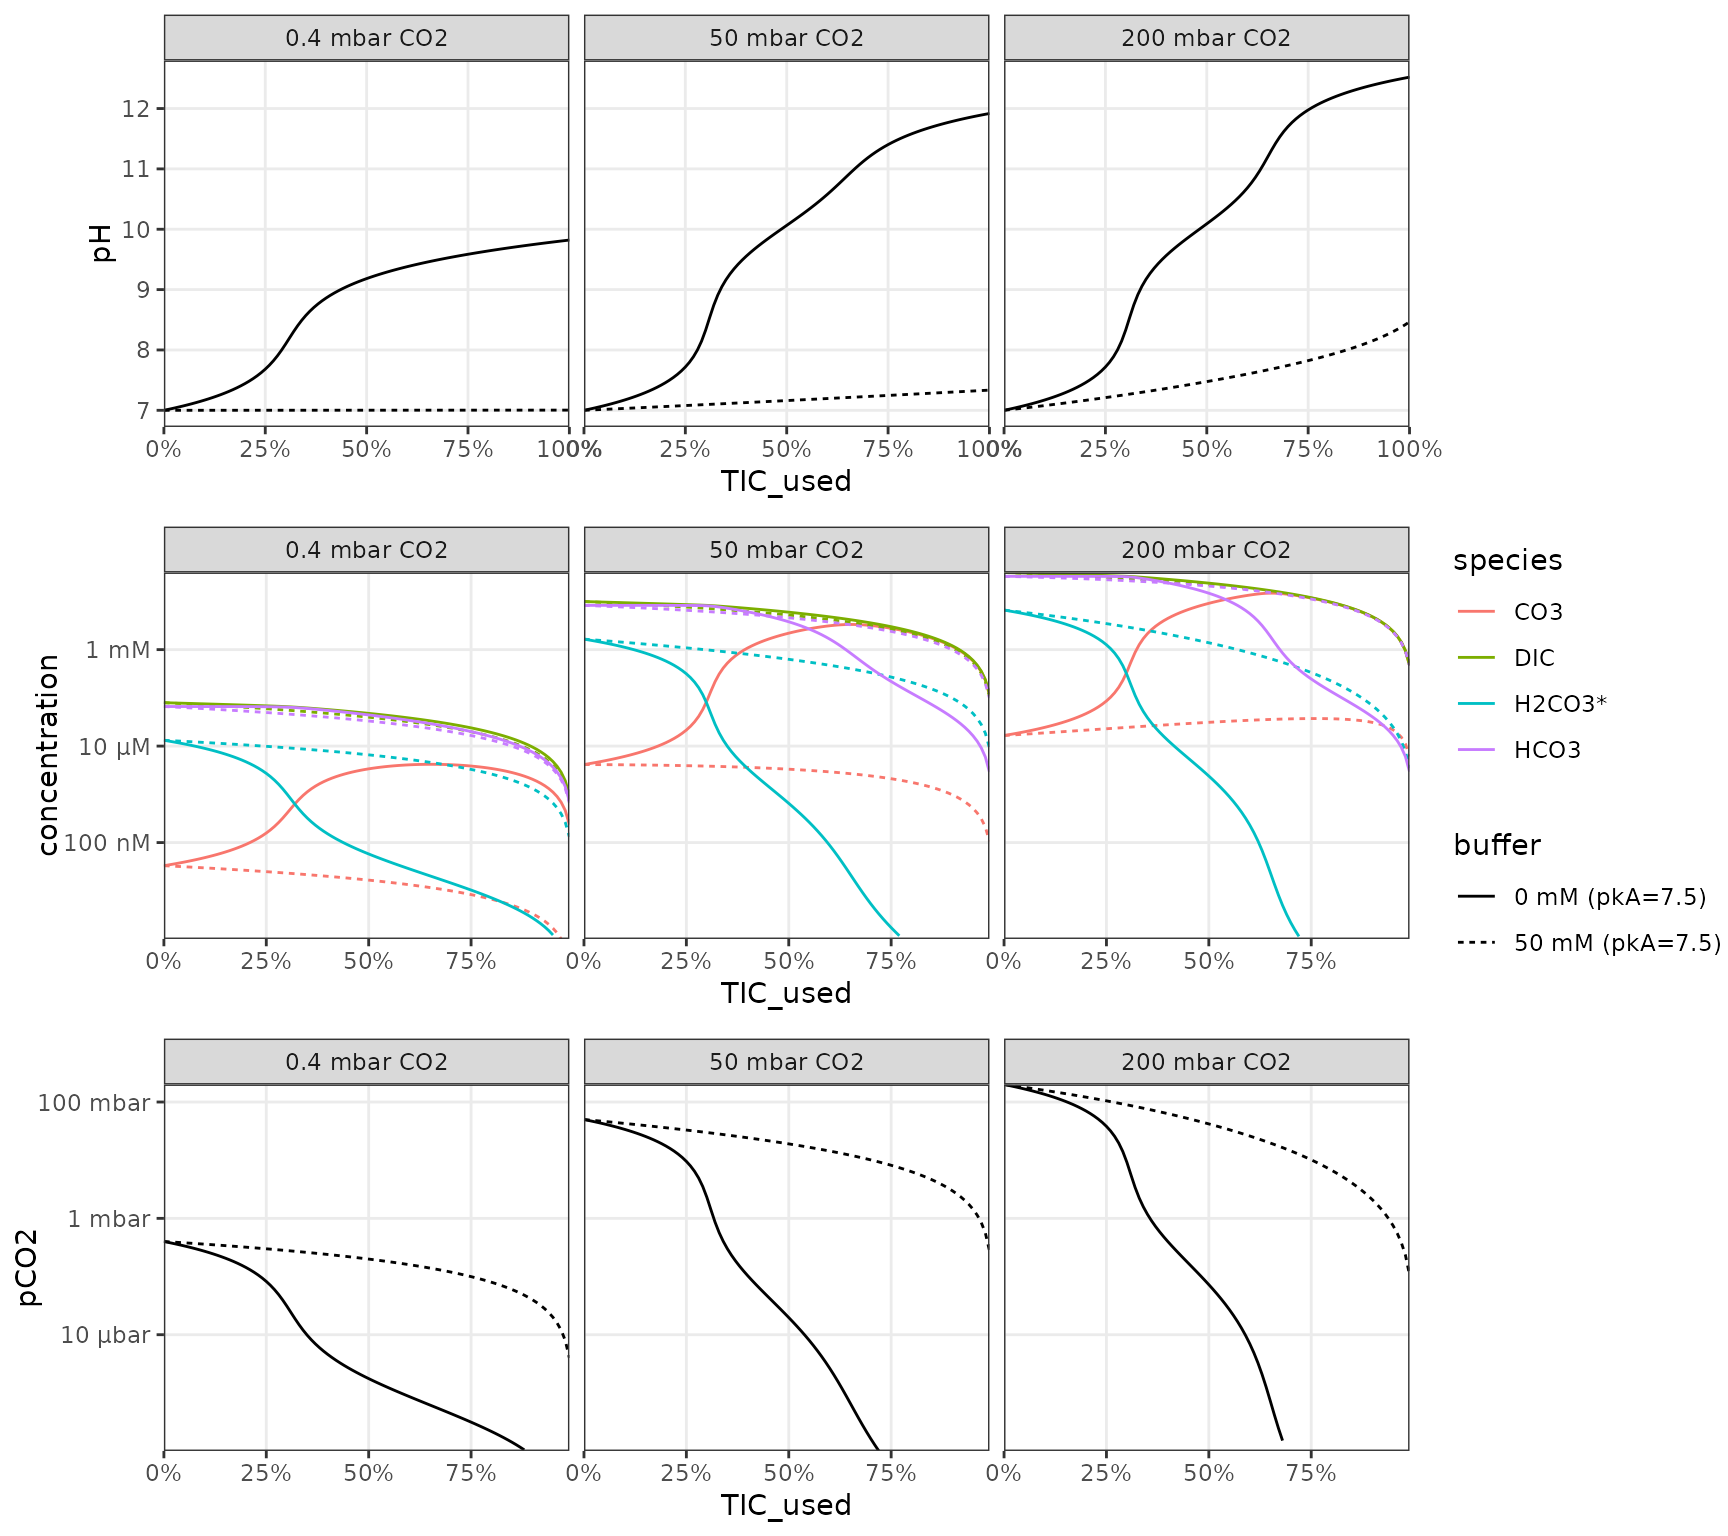 0.4 mbar CO2
50 mbar CO2
200 mbar CO2
pH
12
11
10
9
8
7
0% 25% 50% 75% 100%
0% 25% 50% 75% 100%
0% 25% 50% 75% 100%
TIC_used
0.4 mbar CO2
50 mbar CO2
200 mbar CO2
concentration
1 mM
10 µM
100 nM
0% 25% 50% 75%
0% 25% 50% 75%
0% 25% 50% 75%
TIC_used
species
CO3
DIC
H2CO3*
HCO3
buffer
0 mM (pkA=7.5)
50 mM (pkA=7.5)
0.4 mbar CO2
50 mbar CO2
200 mbar CO2
pCO2
100 mbar
1 mbar
10 µbar
0% 25% 50% 75%
0% 25% 50% 75%
0% 25% 50% 75%
TIC_used